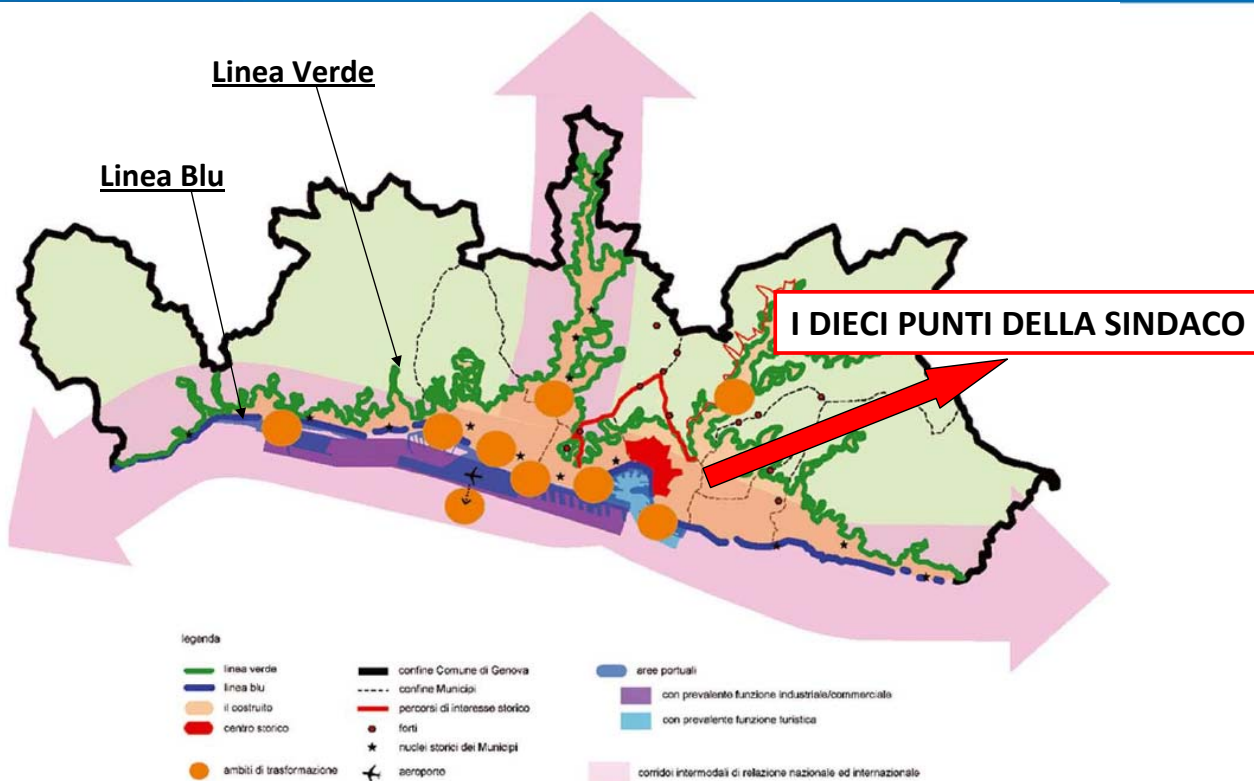 Linea Verde
Linea Blu
I DIECI PUNTI DELLA SINDACO
legenda
linea verde
linea blu
il costruito
centro storico
ambiti di trasformazione
confine Comune di Genova
confine Municipi
percorsi di interesse storico
forti
nuclei storici dei Municipi
aeroporto
aree portuali
con prevalente funzione industriale/commerciale
con prevalente funzione turistica
corridoi intermodali di relazione nazionale ed internazionale